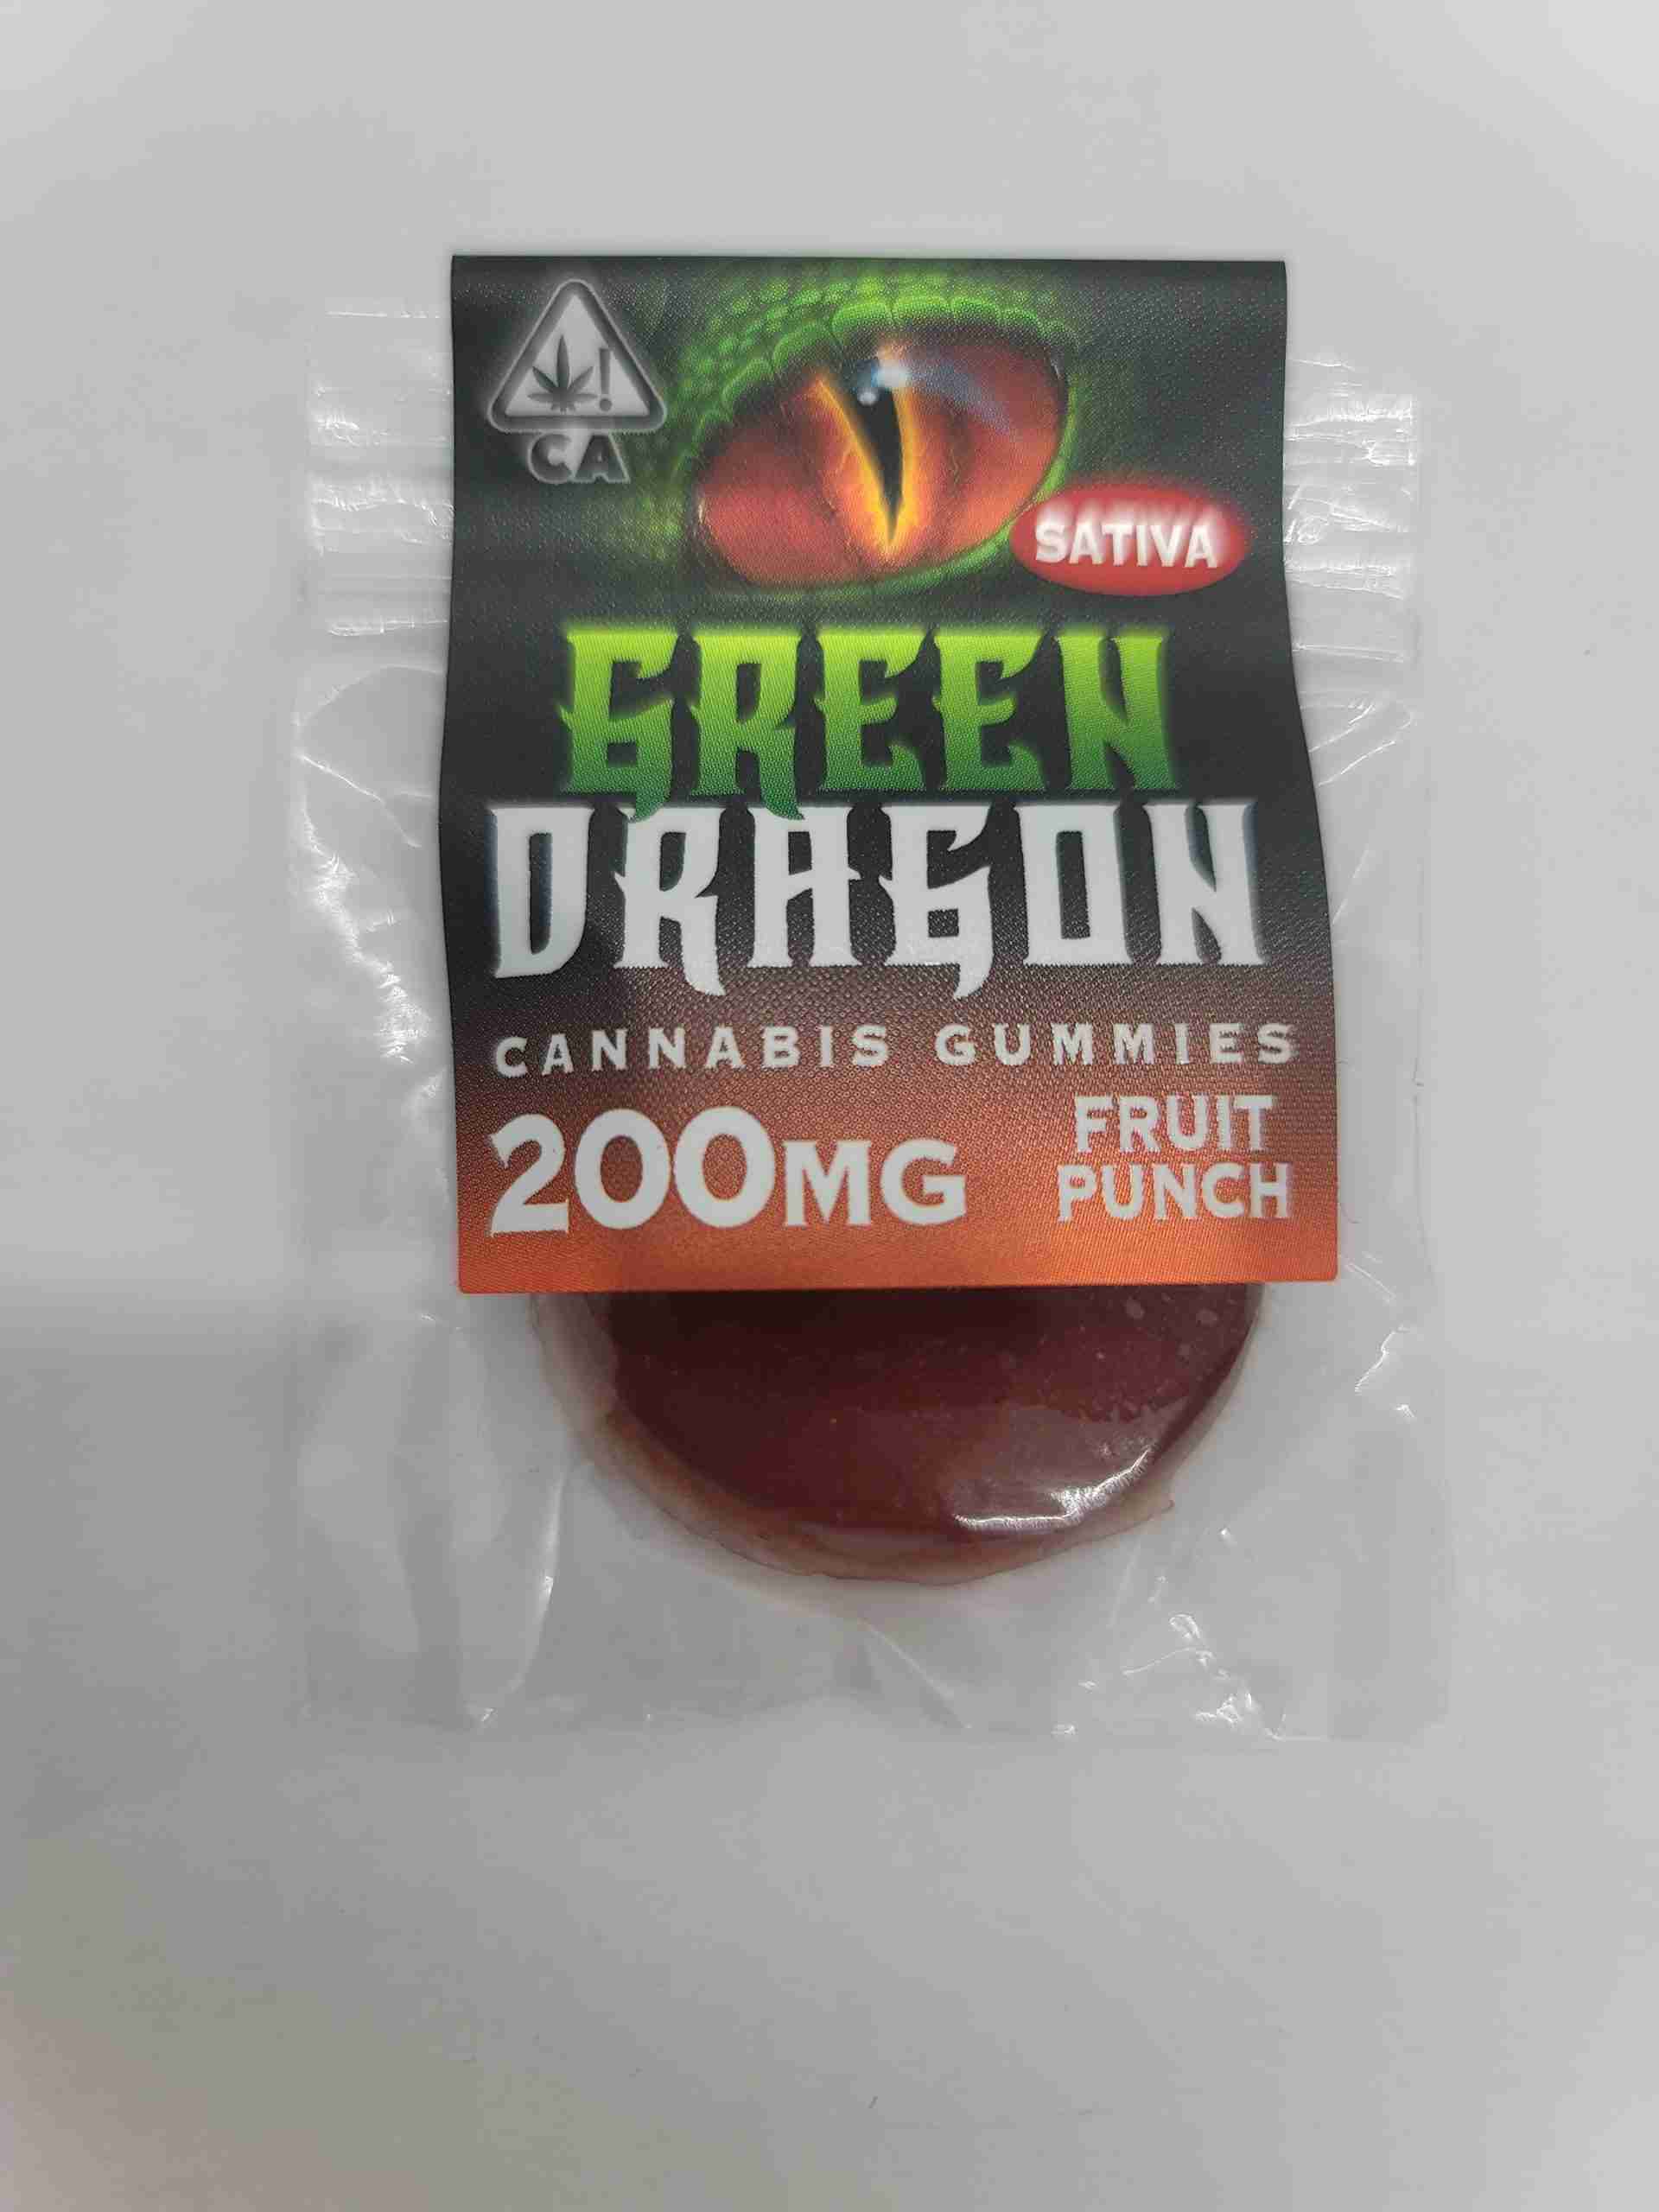 !
CA
SATIVA
GREEN
DRAGON
CANNABIS GUMMIES
200MG
FRUIT
PUNCH